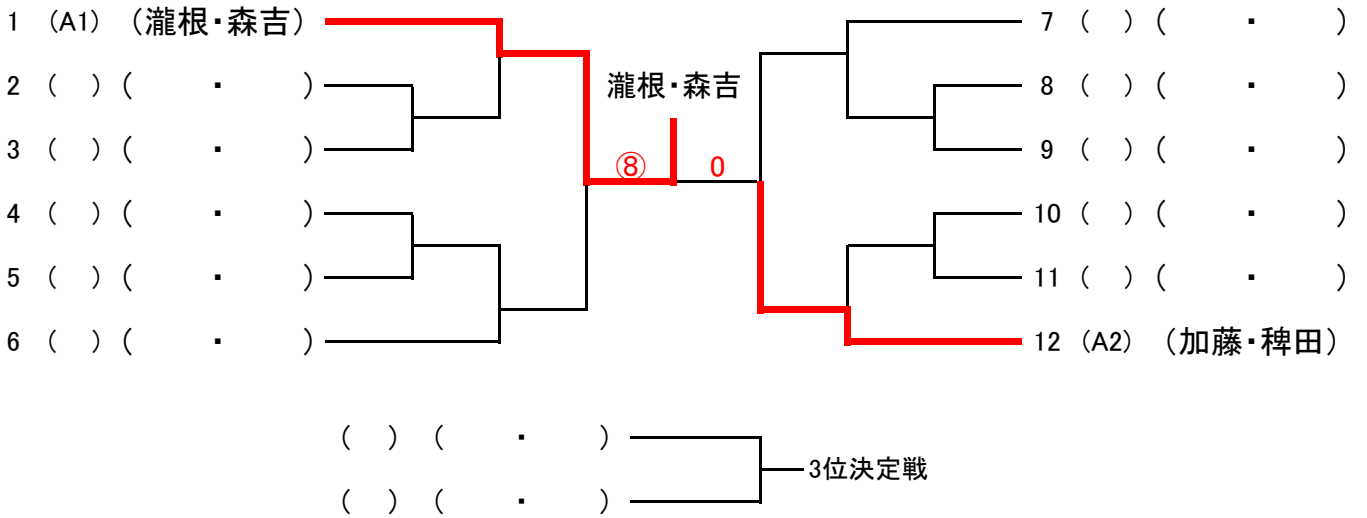 1 (A1) (瀧根・森吉)
2 ( ) ( ・ )
3 ( ) ( ・ )
4 ( ) ( ・ )
5 ( ) ( ・ )
6 ( ) ( ・ )
瀧根・森吉
⑧ 0
7 ( ) ( ・ )
8 ( ) ( ・ )
9 ( ) ( ・ )
10 ( ) ( ・ )
11 ( ) ( ・ )
12 (A2) (加藤・稗田)
( ) ( ・ )
( ) ( ・ )
3位決定戦